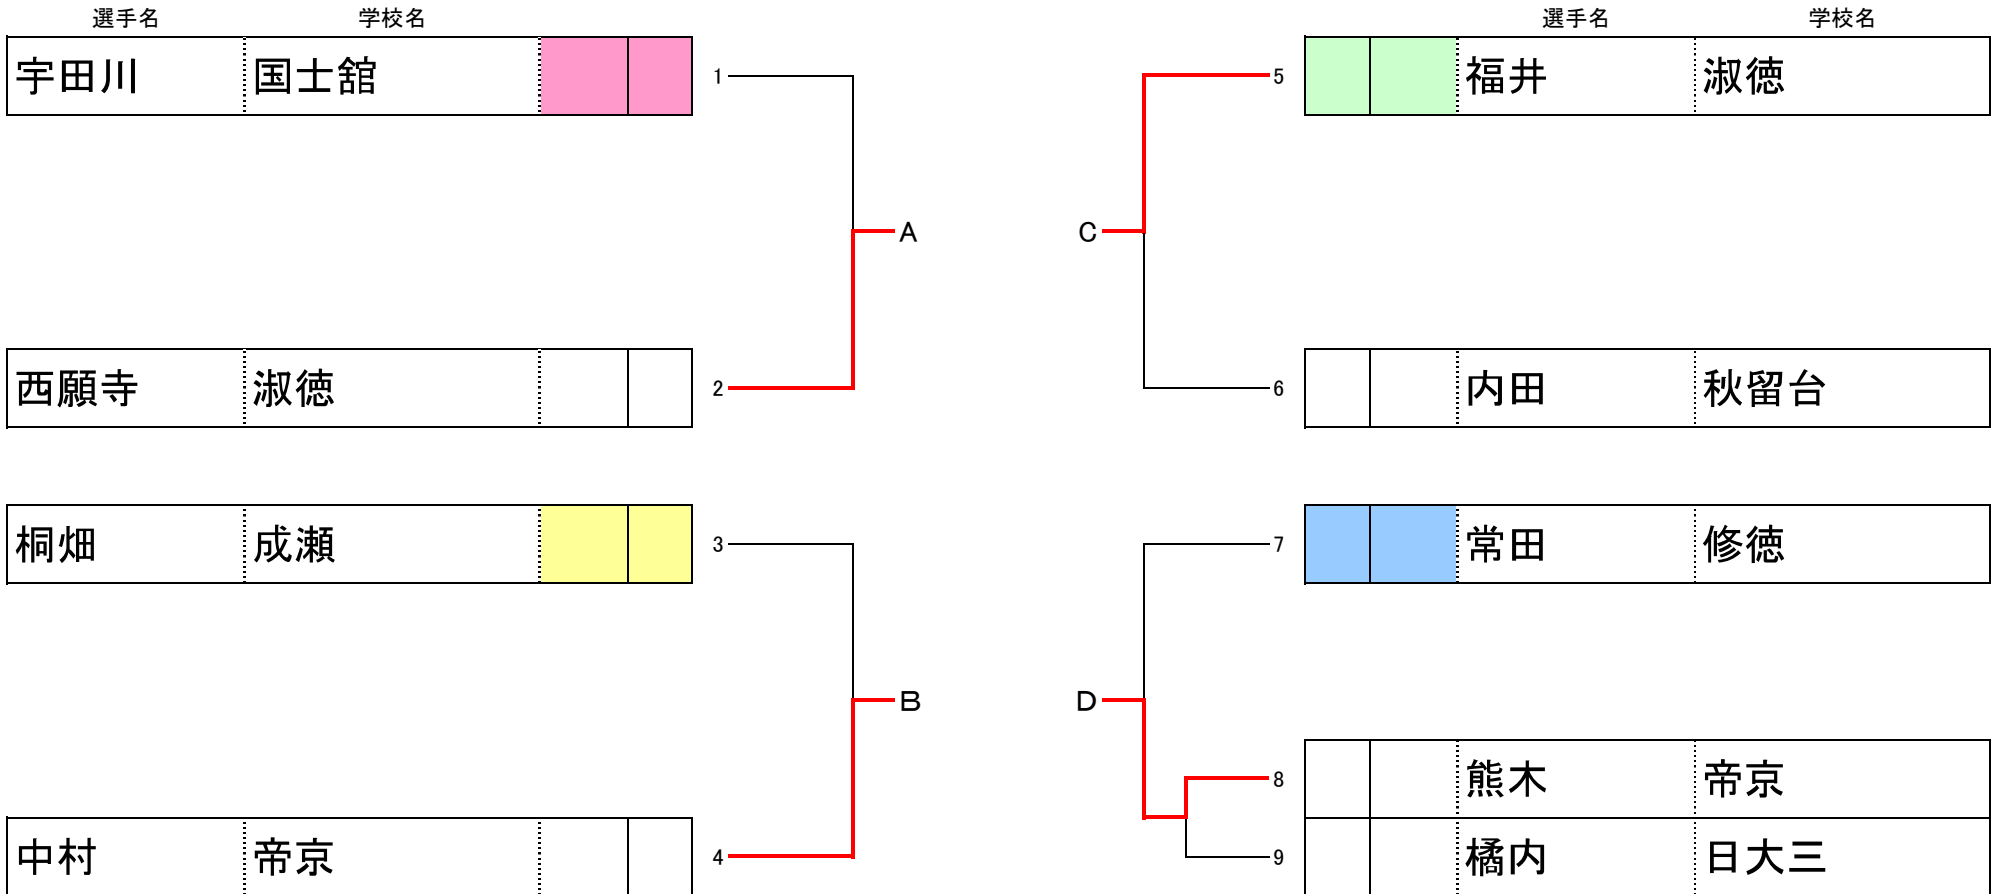 選手名 学校名 選手名 学校名
宇田川 国士舘 1 5 福井 淑徳
A C
西願寺 淑徳 2 6 内田 秋留台
桐畑 成瀬 3 7 常田 修徳
B D
8 熊木 帝京
中村 帝京 4 9 橘内 日大三